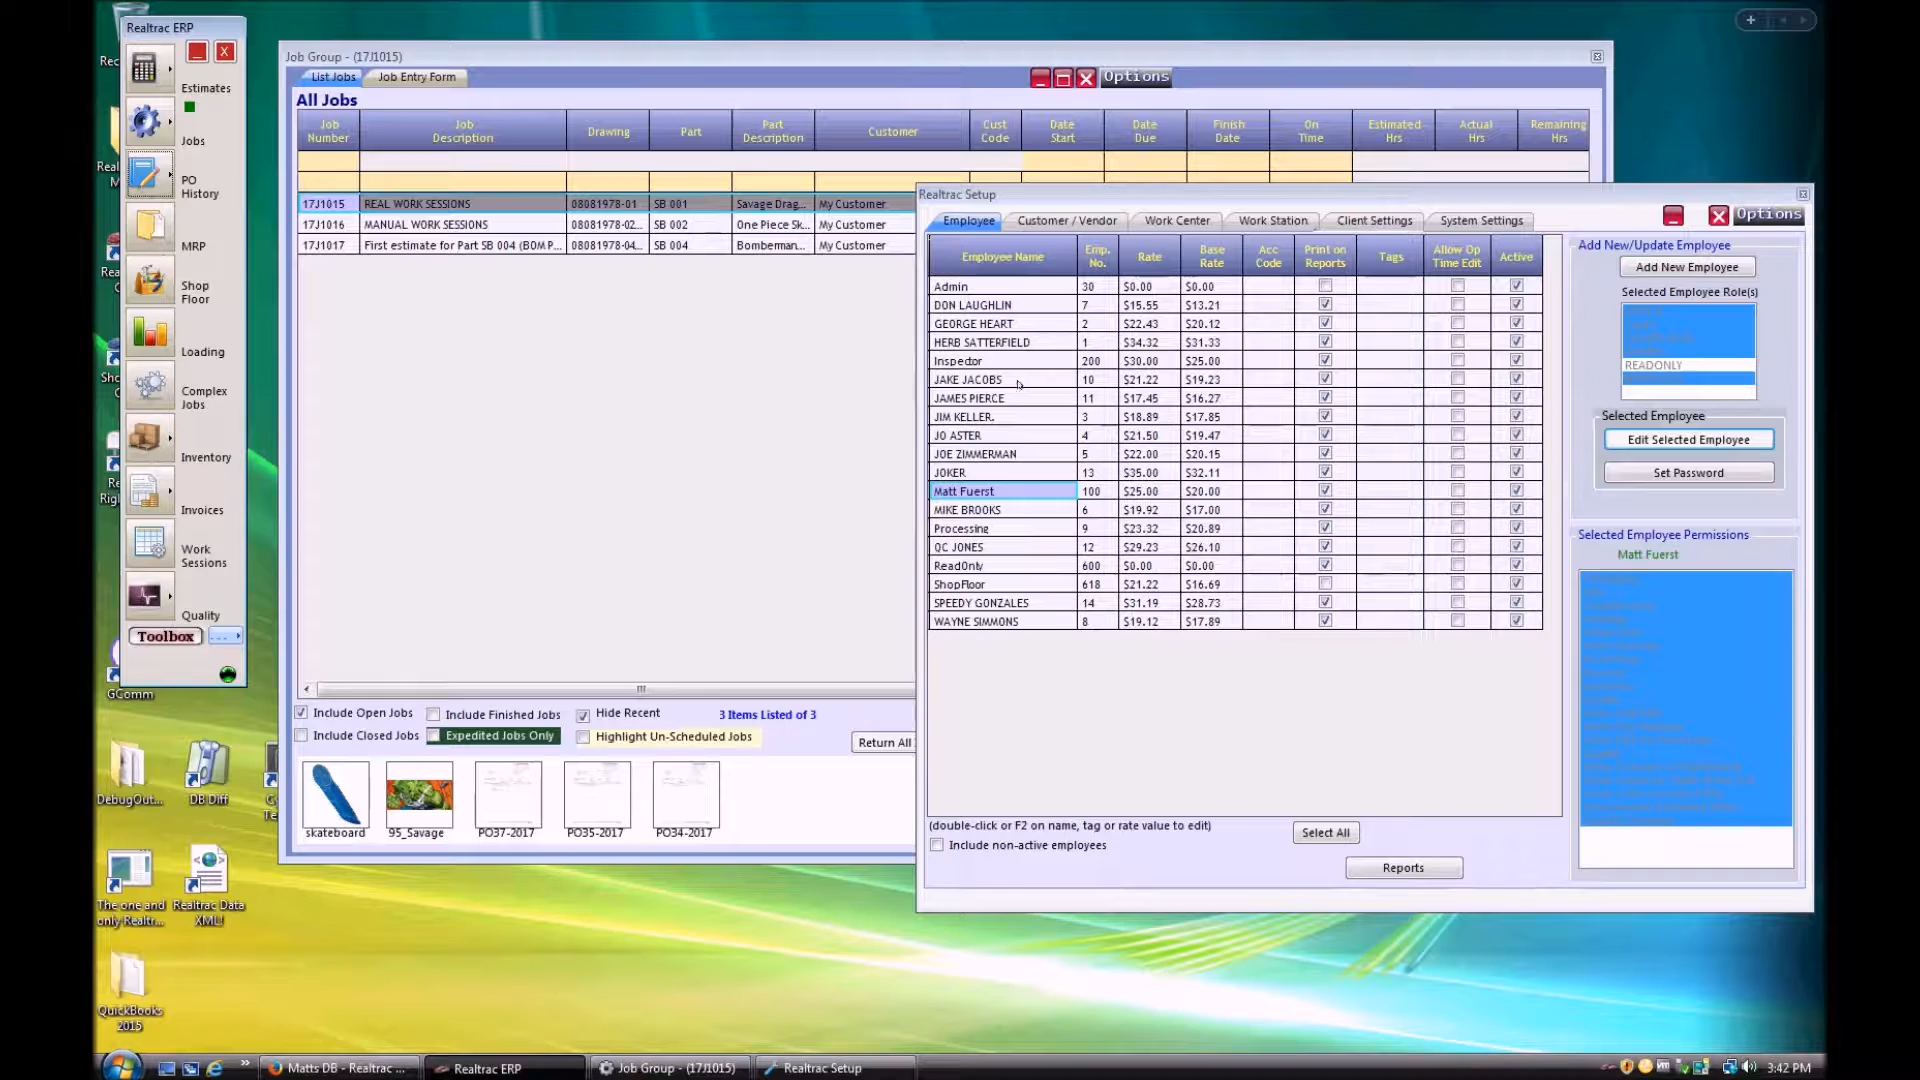 Realtrac ERP
Estimates
Jobs
PO
History
MRP
Shop
Floor
Loading
Complex
Jobs
Inventory
Invoices
Work
Sessions
Quality
Toolbox
...
Job Group - (17J1015)
List Jobs
Job Entry Form
Options
All Jobs
Job Number
Job Description
Drawing
Part
Part Description
Customer
Cust Code
Date Start
Date Due
Finish Date
On Time
Estimated Hrs
Actual Hrs
Remaining Hrs
17J1015 REAL WORK SESSIONS 08081978-01 SB 001 Savage Drag... My Customer
17J1016 MANUAL WORK SESSIONS 08081978-02... SB 002 One Piece Sk... My Customer
17J1017 First estimate for Part SB 004 (BOM P... 08081978-04... SB 004 Bomberman... My Customer
Include Open Jobs
Include Finished Jobs
Hide Recent
3 Items Listed of 3
Include Closed Jobs
Expedited Jobs Only
Highlight Un-Scheduled Jobs
Return All
skateboard
95_Savage
PO37-2017
PO35-2017
PO34-2017
Realtrac Setup
Employee
Customer / Vendor
Work Center
Work Station
Client Settings
System Settings
Options
Employee Name
Emp. No.
Rate
Base Rate
Acc Code
Print on Reports
Tags
Allow Op Time Edit
Active
Admin 30 $0.00 $0.00
DON LAUGHLIN 7 $15.55 $13.21
GEORGE HEART 2 $22.43 $20.12
HERB SATTERFIELD 1 $34.32 $31.33
Inspector 200 $30.00 $25.00
JAKE JACOBS 10 $21.22 $19.23
JAMES PIERCE 11 $17.45 $16.27
JIM KELLER. 3 $18.89 $17.85
JO ASTER 4 $21.50 $19.47
JOE ZIMMERMAN 5 $22.00 $20.15
JOKER 13 $35.00 $32.11
Matt Fuerst 100 $25.00 $20.00
MIKE BROOKS 6 $19.92 $17.00
Processing 9 $23.32 $20.89
QC JONES 12 $29.23 $26.10
ReadOnly 600 $0.00 $0.00
ShopFloor 618 $21.22 $16.69
SPEEDY GONZALES 14 $31.19 $28.73
WAYNE SIMMONS 8 $19.12 $17.89
(double-click or F2 on name, tag or rate value to edit)
Include non-active employees
Select All
Reports
Add New/Update Employee
Add New Employee
Selected Employee Role(s)
READONLY
Selected Employee
Edit Selected Employee
Set Password
Selected Employee Permissions
Matt Fuerst
GComm
DebugOut...
DB Diff
The one and
only Realtr...
Realtrac Data
XML!
QuickBooks
2015
Matts DB - Realtrac ...
Realtrac ERP
Job Group - (17J1015)
Realtrac Setup
3:42 PM